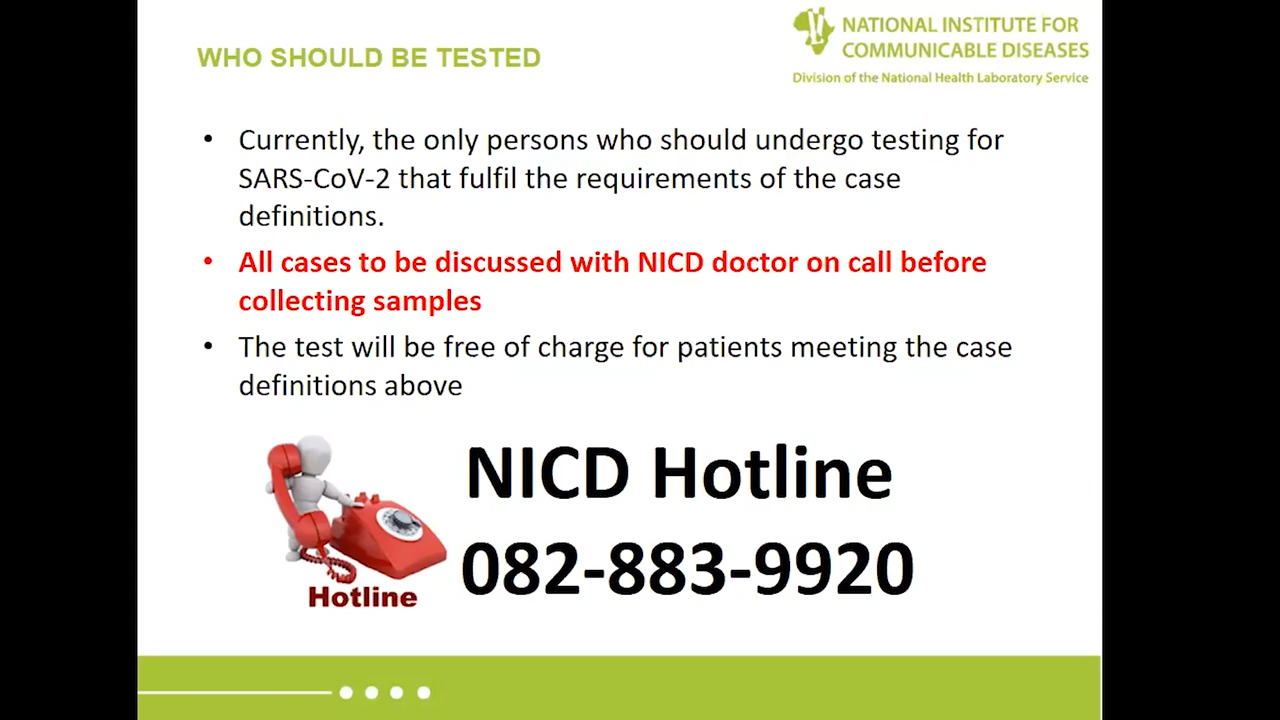 WHO SHOULD BE TESTED
NATIONAL INSTITUTE FOR
COMMUNICABLE DISEASES
Division of the National Health Laboratory Service
• Currently, the only persons who should undergo testing for
SARS-CoV-2 that fulfil the requirements of the case
definitions.
• All cases to be discussed with NICD doctor on call before
collecting samples
• The test will be free of charge for patients meeting the case
definitions above
NICD Hotline
082-883-9920
Hotline